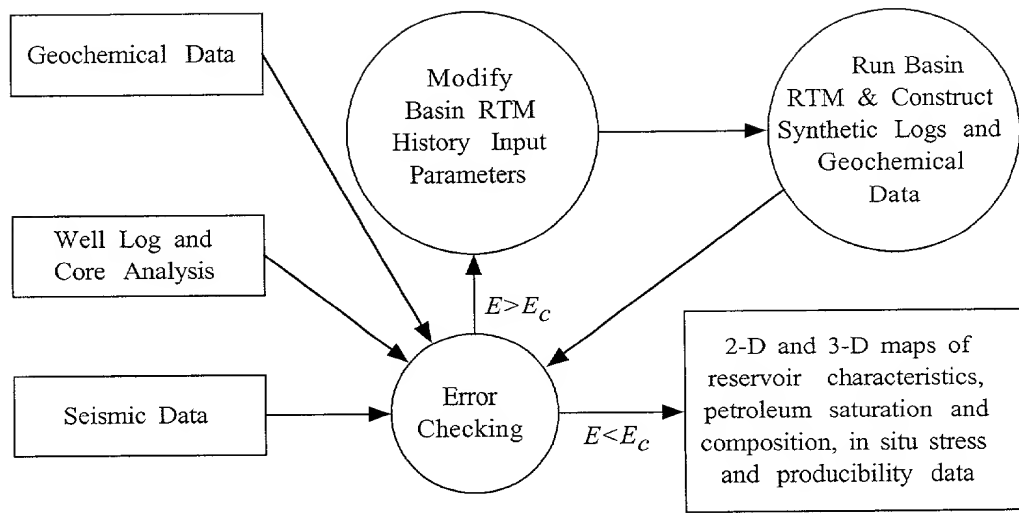 Geochemical Data
Well Log and
Core Analysis
Seismic Data
Modify
Basin RTM
History Input
Parameters
Run Basin
RTM & Construct
Synthetic Logs and
Geochemical
Data
E>Ec
Error
Checking
E<Ec
2-D and 3-D maps of
reservoir characteristics,
petroleum saturation and
composition, in situ stress
and producibility data